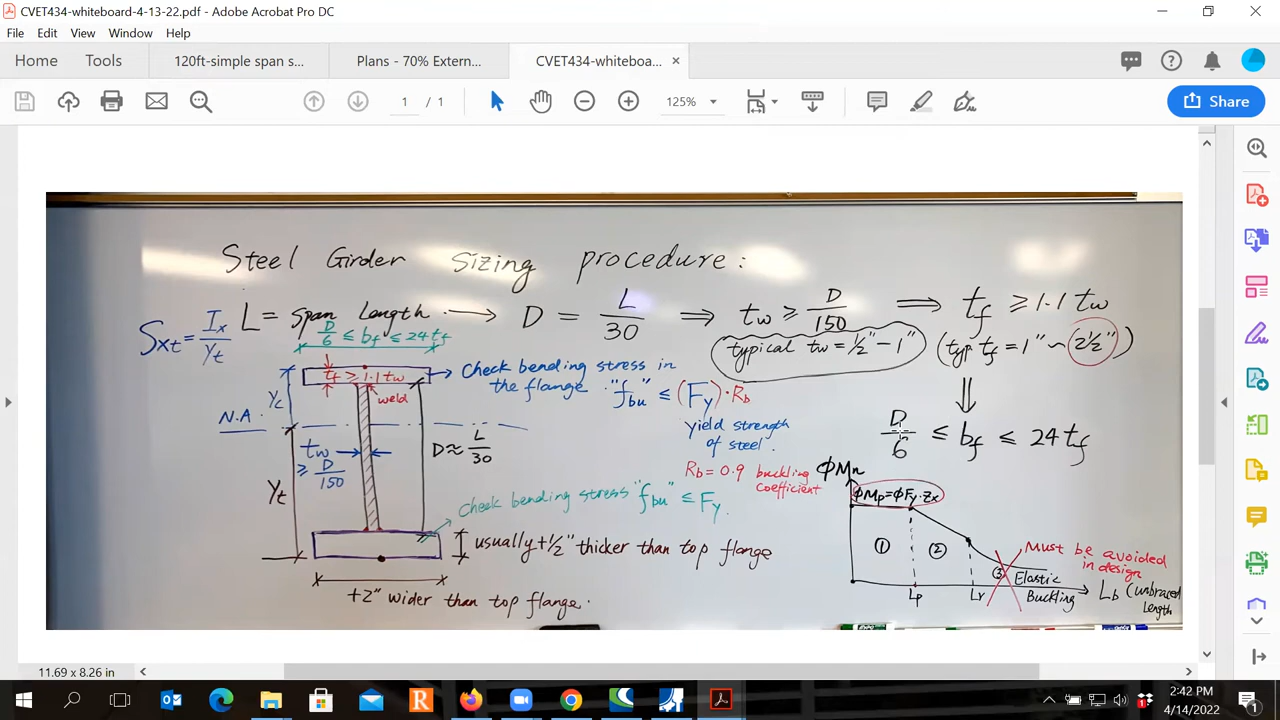 CVET434-whiteboard-4-13-22.pdf - Adobe Acrobat Pro DC
File Edit View Window Help
Home Tools 120ft-simple span s... Plans - 70% Extern... CVET434-whiteboa... ×
1 / 1 125% Share
Steel Girder sizing procedure:
L = span Length → D = L/30 ⇒ tw ≥ D/150 ⇒ tf ≥ 1.1 tw
Sxt = Ix/Yt
D/6 ≤ bf ≤ 24tf
typical tw = ½" - 1"
(typ. tf = 1" ~ 2½")
tf ≥ 1.1 tw
weld
Check bending stress in
the flange. "fbu" ≤ (Fy)·Rb
yield strength
of steel.
Rb = 0.9 buckling
coefficient
Yc
N.A.
tw
≥ D/150
D ≈ L/30
Yt
Check bending stress "fbu" ≤ Fy.
usually +½" thicker than top flange
+2" wider than top flange.
D/6 ≤ bf ≤ 24tf
ΦMn
ΦMp=ΦFy·Zx
① ② ③
Must be avoided
in design
Elastic
Buckling
Lp Lr Lb (unbraced
length
11.69 x 8.26 in
2:42 PM
4/14/2022